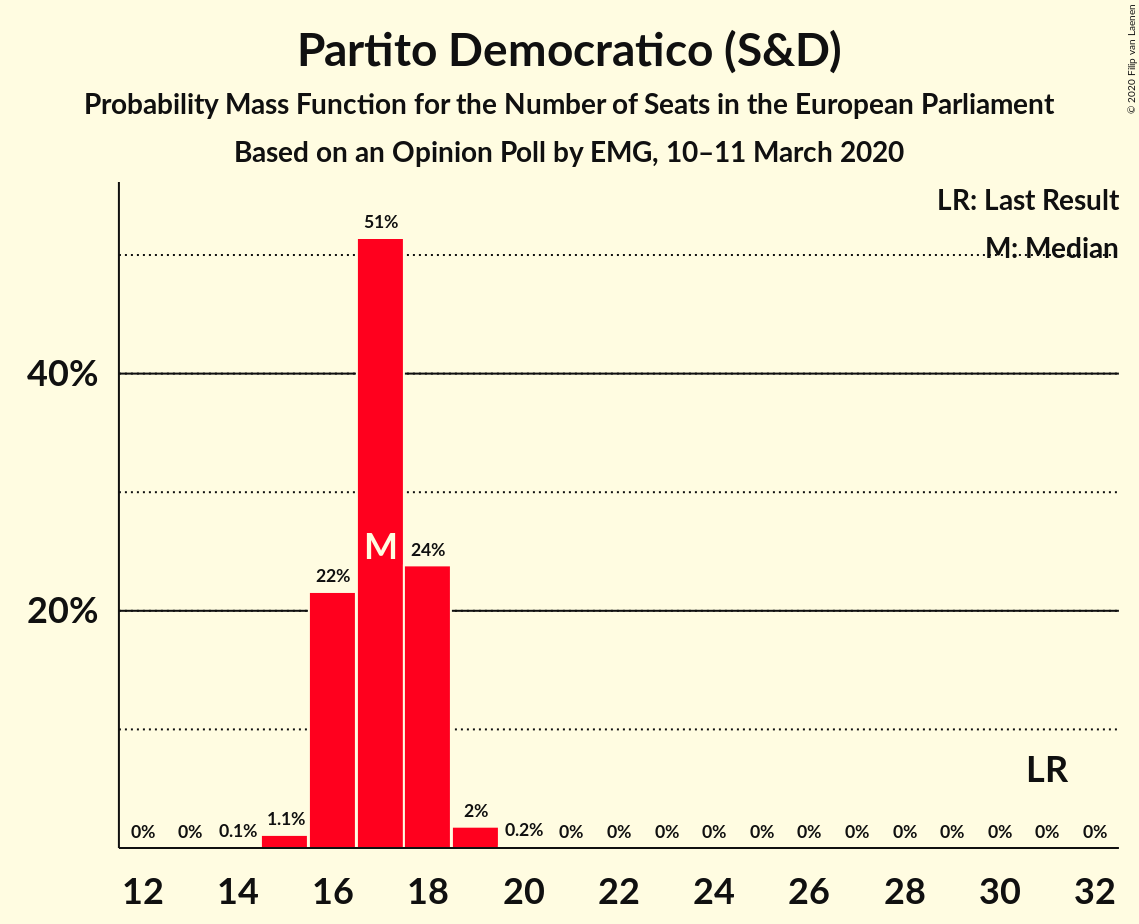 Partito Democratico (S&D)
Probability Mass Function for the Number of Seats in the European Parliament
Based on an Opinion Poll by EMG, 10–11 March 2020
© 2020 Filip van Laenen
LR: Last Result
M: Median
40%
20%
0% 0% 0.1% 1.1% 22% 51% 24% 2% 0.2% 0% 0% 0% 0% 0% 0% 0% 0% 0% 0% 0% 0%
M
LR
12 14 16 18 20 22 24 26 28 30 32